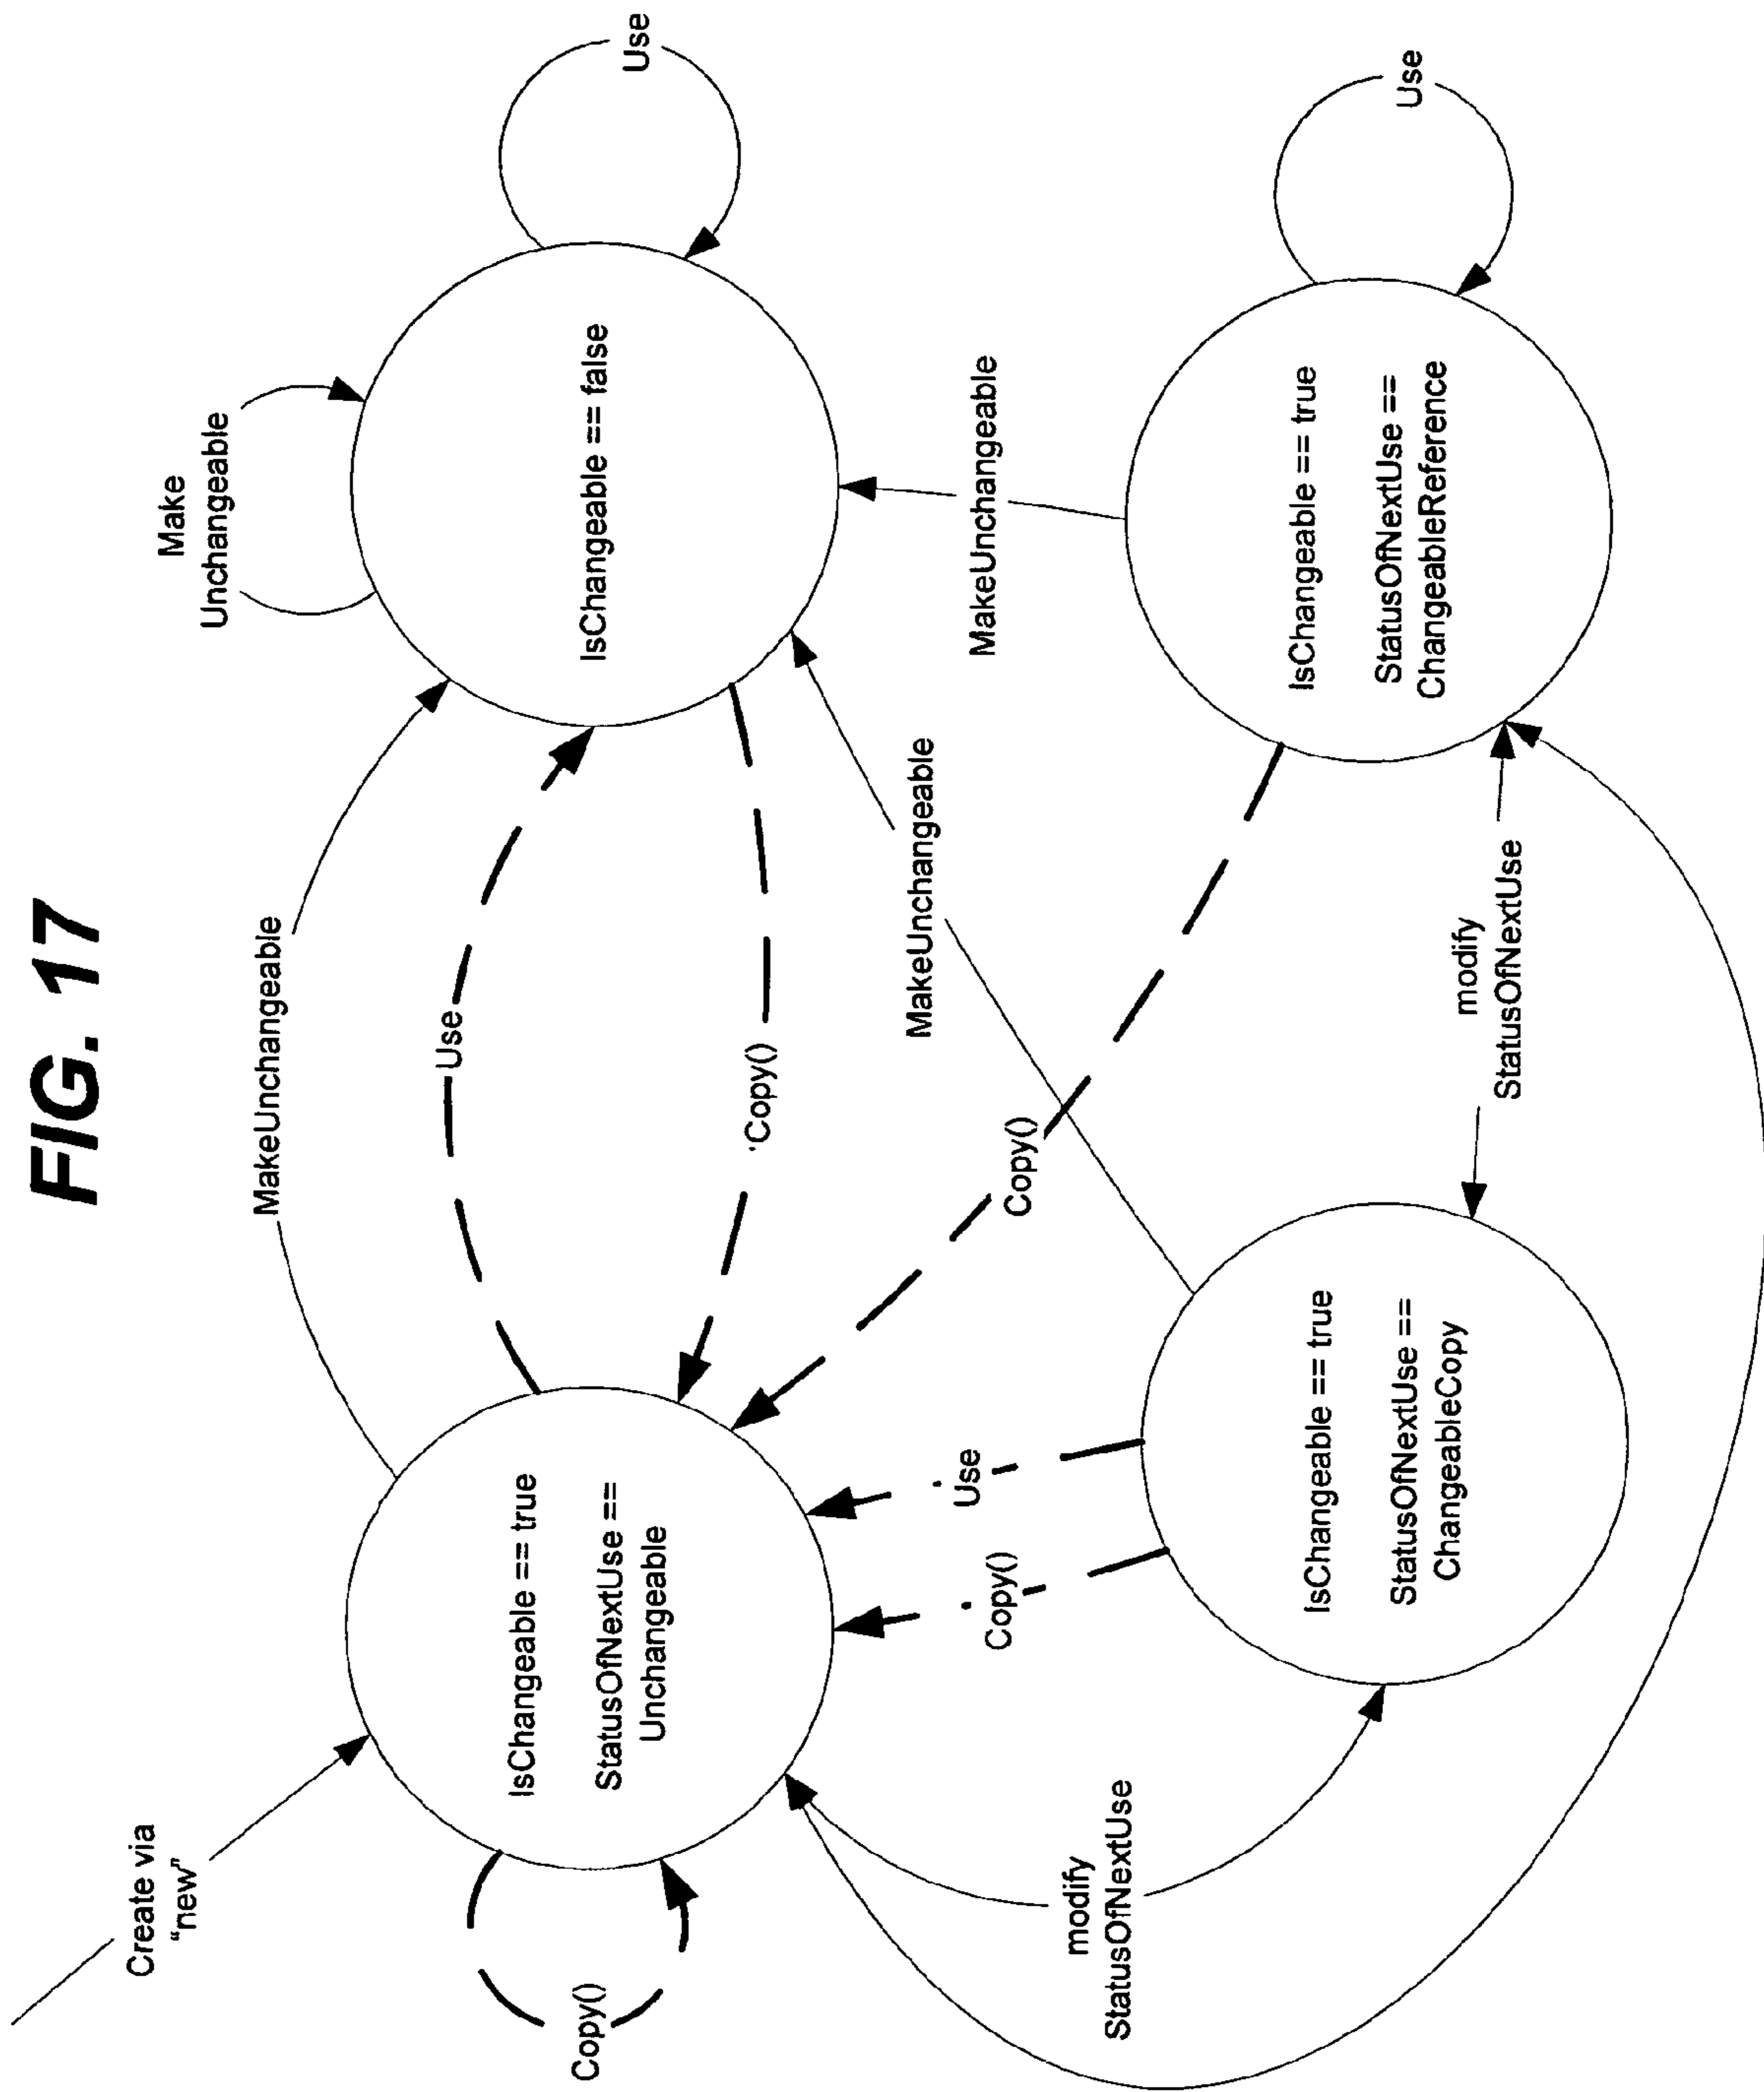 FIG. 17
Create via
“new”
MakeUnchangeable
Make
Unchangeable
Use
Use
Copy()
IsChangeable == true
StatusOfNextUse ==
Unchangeable
IsChangeable == false
Copy()
MakeUnchangeable
MakeUnchangeable
Copy()
Copy()
Use
modify
StatusOfNextUse
IsChangeable == true
StatusOfNextUse ==
ChangeableCopy
modify
StatusOfNextUse
IsChangeable == true
StatusOfNextUse ==
ChangeableReference
Use